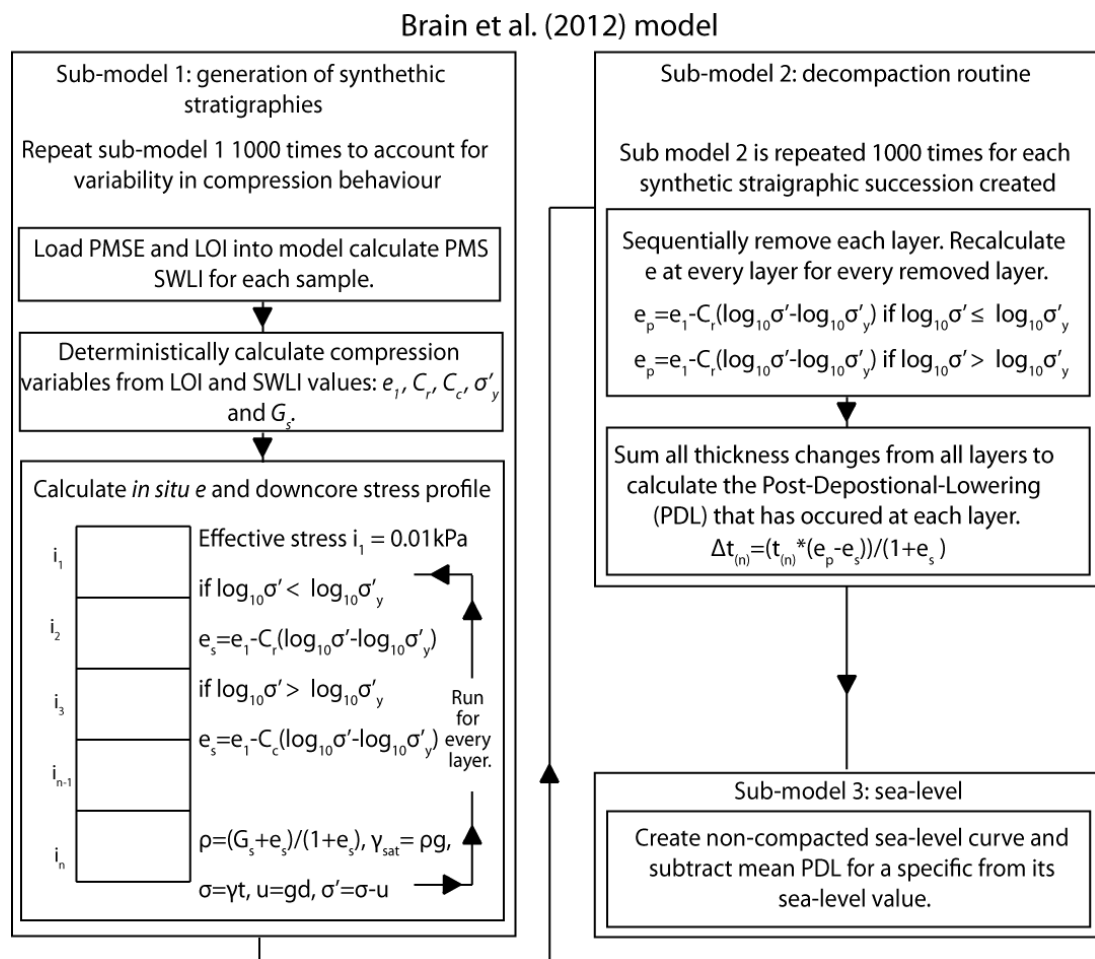 Brain et al. (2012) model
Sub-model 1: generation of synthethic
stratigraphies
Repeat sub-model 1 1000 times to account for
variability in compression behaviour
Load PMSE and LOI into model calculate PMS
SWLI for each sample.
Deterministically calculate compression
variables from LOI and SWLI values: e₁, Cᵣ, C꜀, σ′ᵧ
and Gₛ.
Calculate in situ e and downcore stress profile
i₁
i₂
i₃
iₙ₋₁
iₙ
Effective stress i₁ = 0.01kPa
if log₁₀σ′ < log₁₀σ′ᵧ
eₛ=e₁-Cᵣ(log₁₀σ′-log₁₀σ′ᵧ)
if log₁₀σ′ > log₁₀σ′ᵧ
eₛ=e₁-C꜀(log₁₀σ′-log₁₀σ′ᵧ)
Run
for
every
layer.
ρ=(Gₛ+eₛ)/(1+eₛ), γₛₐₜ= ρg,
σ=γt, u=gd, σ′=σ-u
Sub-model 2: decompaction routine
Sub model 2 is repeated 1000 times for each
synthetic straigraphic succession created
Sequentially remove each layer. Recalculate
e at every layer for every removed layer.
eₚ=e₁-Cᵣ(log₁₀σ′-log₁₀σ′ᵧ) if log₁₀σ′ ≤ log₁₀σ′ᵧ
eₚ=e₁-Cᵣ(log₁₀σ′-log₁₀σ′ᵧ) if log₁₀σ′ > log₁₀σ′ᵧ
Sum all thickness changes from all layers to
calculate the Post-Depostional-Lowering
(PDL) that has occured at each layer.
Δt₍ₙ₎=(t₍ₙ₎*(eₚ-eₛ))/(1+eₛ )
Sub-model 3: sea-level
Create non-compacted sea-level curve and
subtract mean PDL for a specific from its
sea-level value.